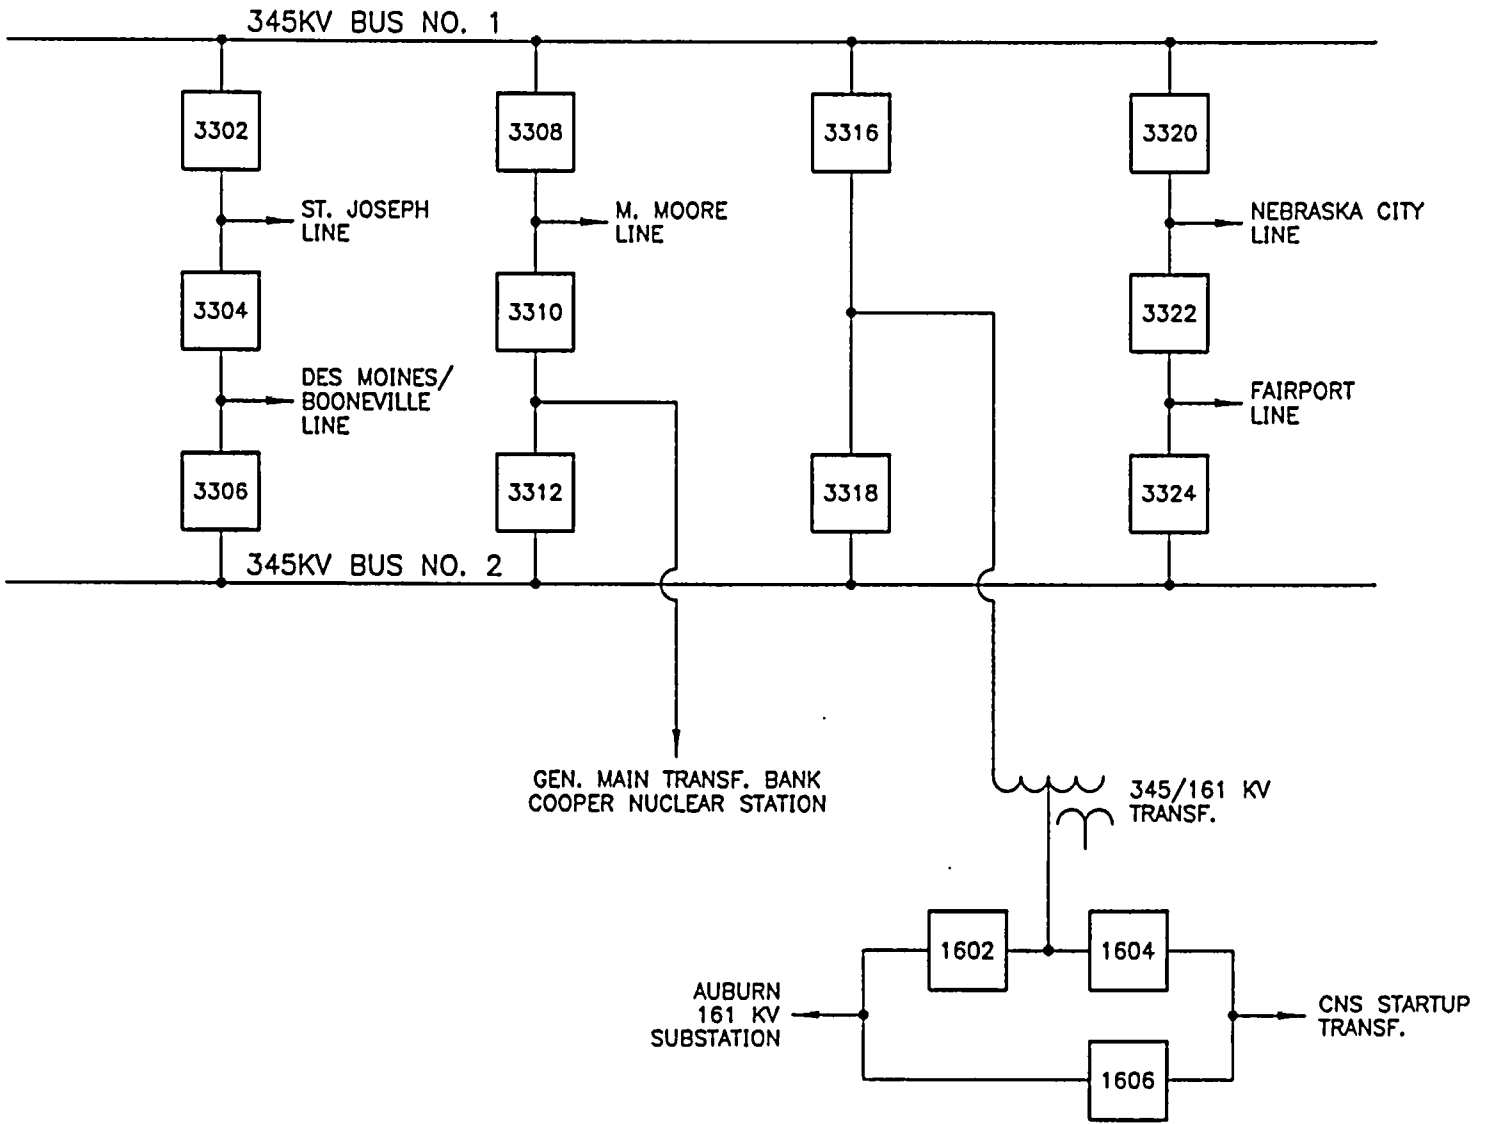 345KV BUS NO. 1
3302
3308
3316
3320
ST. JOSEPH
LINE
M. MOORE
LINE
NEBRASKA CITY
LINE
3304
3310
3322
DES MOINES/
BOONEVILLE
LINE
FAIRPORT
LINE
3306
3312
3318
3324
345KV BUS NO. 2
GEN. MAIN TRANSF. BANK
COOPER NUCLEAR STATION
345/161 KV
TRANSF.
1602
1604
AUBURN
161 KV
SUBSTATION
CNS STARTUP
TRANSF.
1606